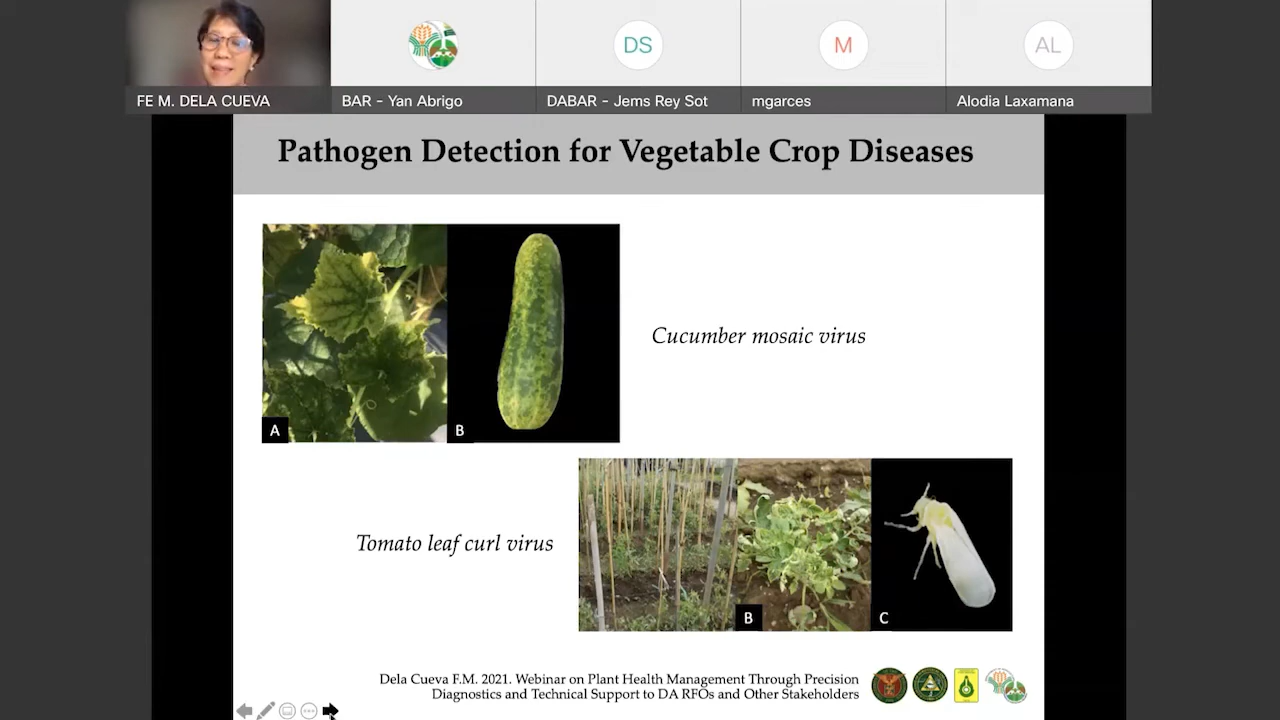 FE M. DELA CUEVA
BAR - Yan Abrigo
DS
DABAR - Jems Rey Sot
M
mgarces
AL
Alodia Laxamana
Pathogen Detection for Vegetable Crop Diseases
A
B
Cucumber mosaic virus
Tomato leaf curl virus
B
C
Dela Cueva F.M. 2021. Webinar on Plant Health Management Through Precision
Diagnostics and Technical Support to DA RFOs and Other Stakeholders